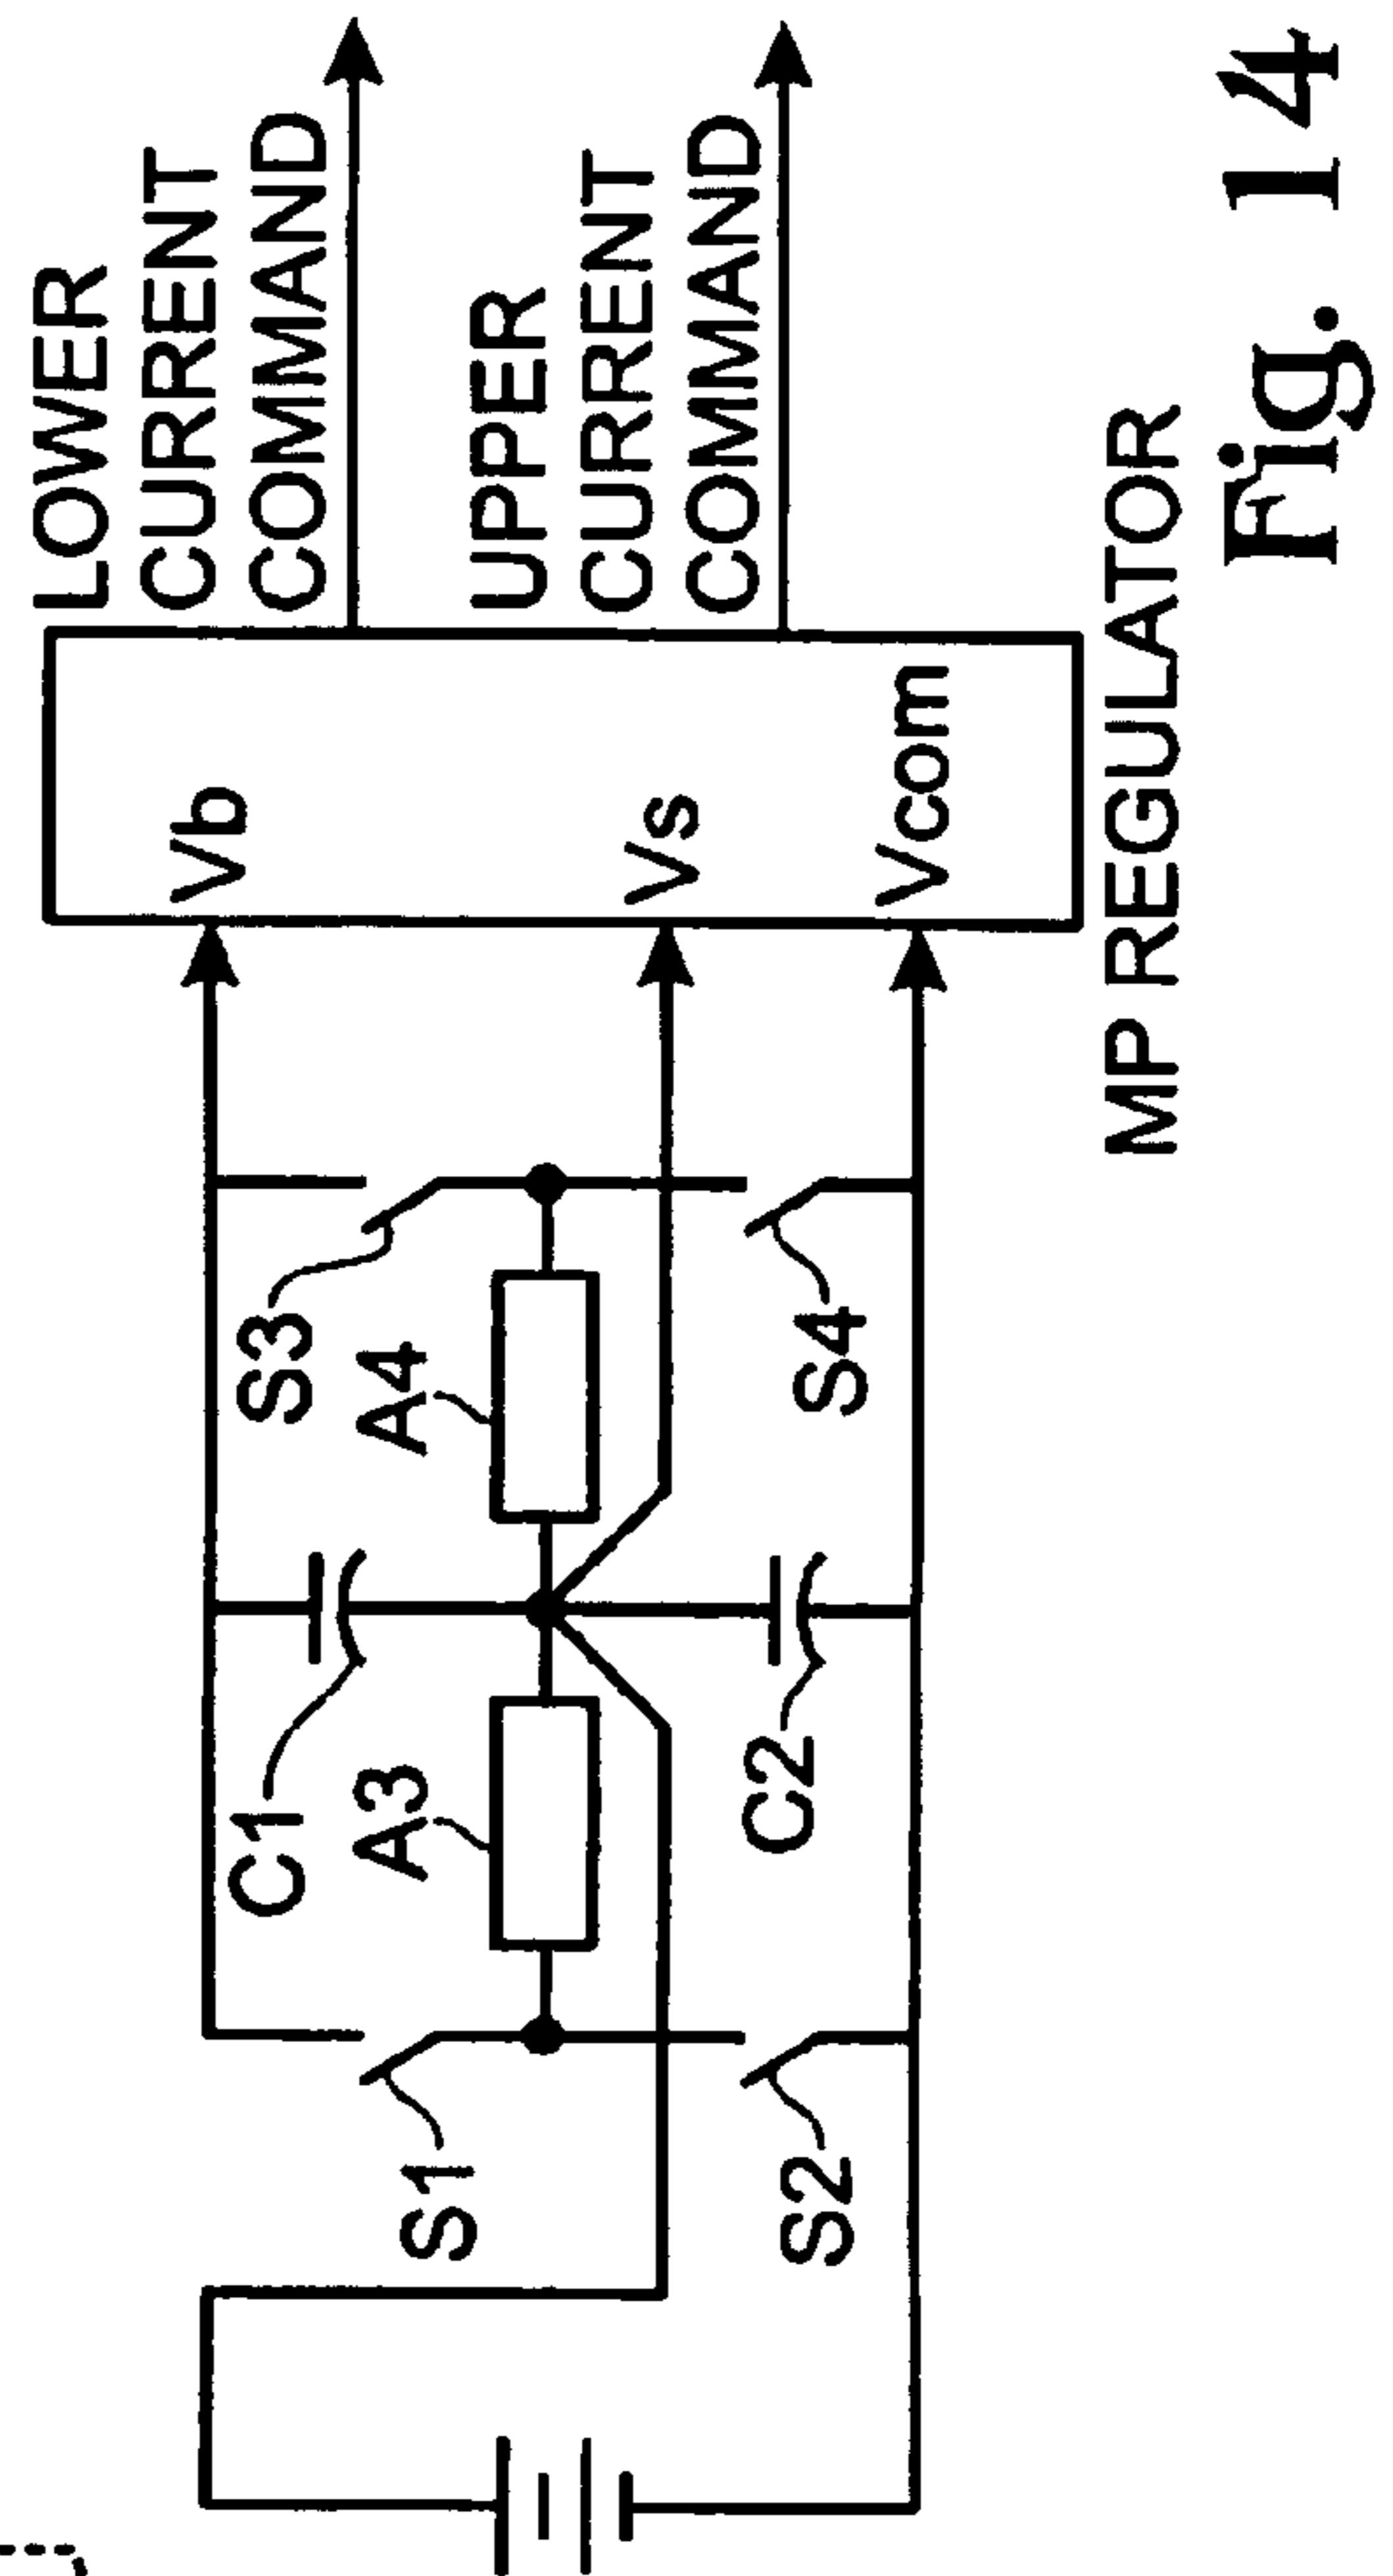 LOWER
CURRENT
COMMAND
UPPER
CURRENT
COMMAND
Vb
Vs
Vcom
MP REGULATOR
S3
A4
S4
C1
A3
C2
S1
S2
Fig. 14